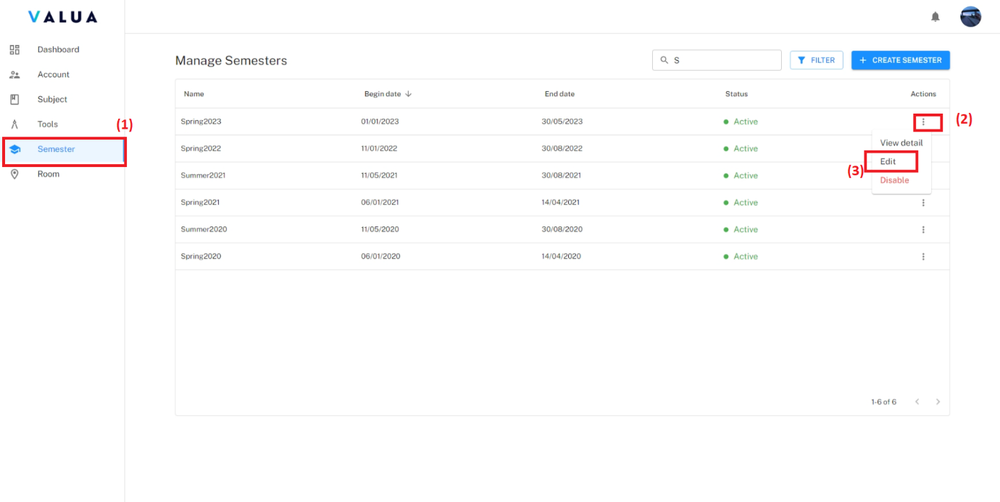 VALUA
Dashboard
Account
Subject
Tools
(1)
Semester
Room
Manage Semesters
S
FILTER
+ CREATE SEMESTER
Name Begin date ↓ End date Status Actions
Spring2023 01/01/2023 30/05/2023 Active
(2)
View detail
Spring2022 11/01/2022 30/08/2022 Active
Edit
(3)
Summer2021 11/05/2021 30/08/2021 Active
Disable
Spring2021 06/01/2021 14/04/2021 Active
Summer2020 11/05/2020 30/08/2020 Active
Spring2020 06/01/2020 14/04/2020 Active
1-6 of 6